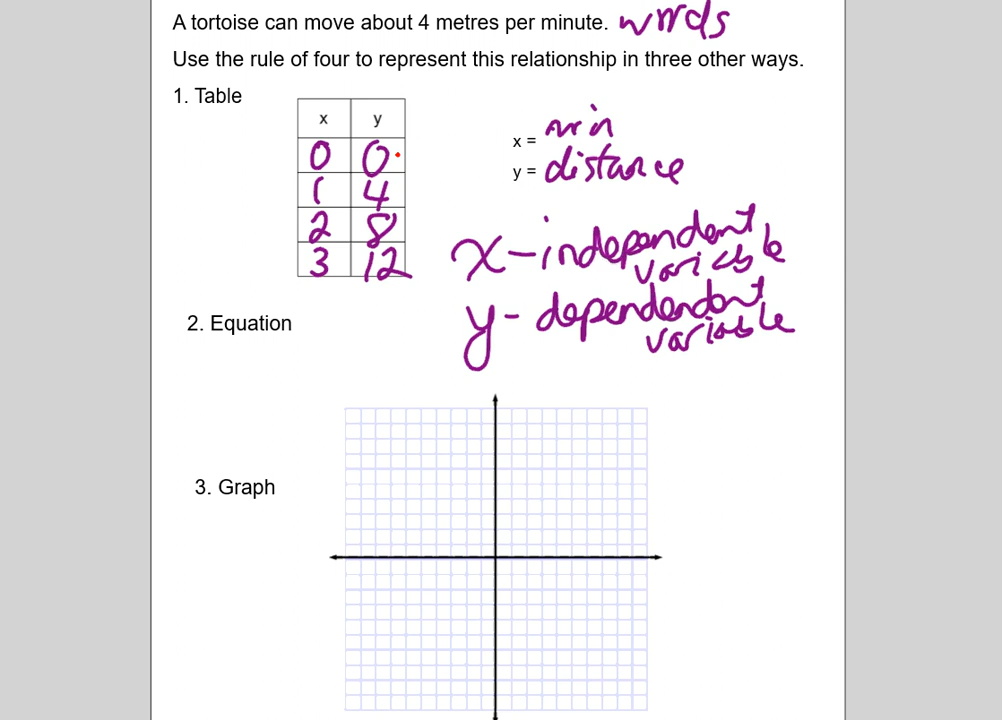 A tortoise can move about 4 metres per minute. words
Use the rule of four to represent this relationship in three other ways.
1. Table
x y
0 0
1 4
2 8
3 12
x = min
y = distance
x - independent
variable
y - dependendent
variable
2. Equation
3. Graph